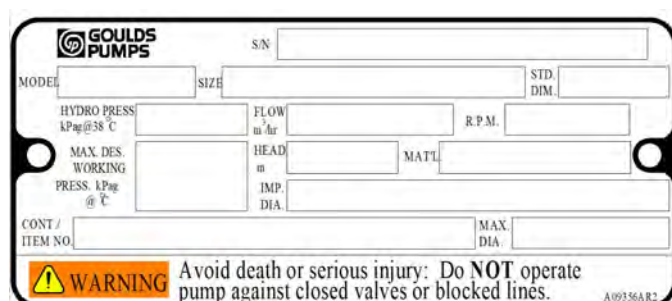 GOULDS
PUMPS
S/N
MODEL SIZE STD.
DIM.
HYDRO PRESS FLOW R.P.M.
kPag@38°C m³/hr
MAX. DES. HEAD MAT'L
WORKING m
PRESS. kPag IMP.
@ °C DIA.
CONT / MAX.
ITEM NO. DIA.
WARNING Avoid death or serious injury: Do NOT operate
pump against closed valves or blocked lines.
A09356AR2